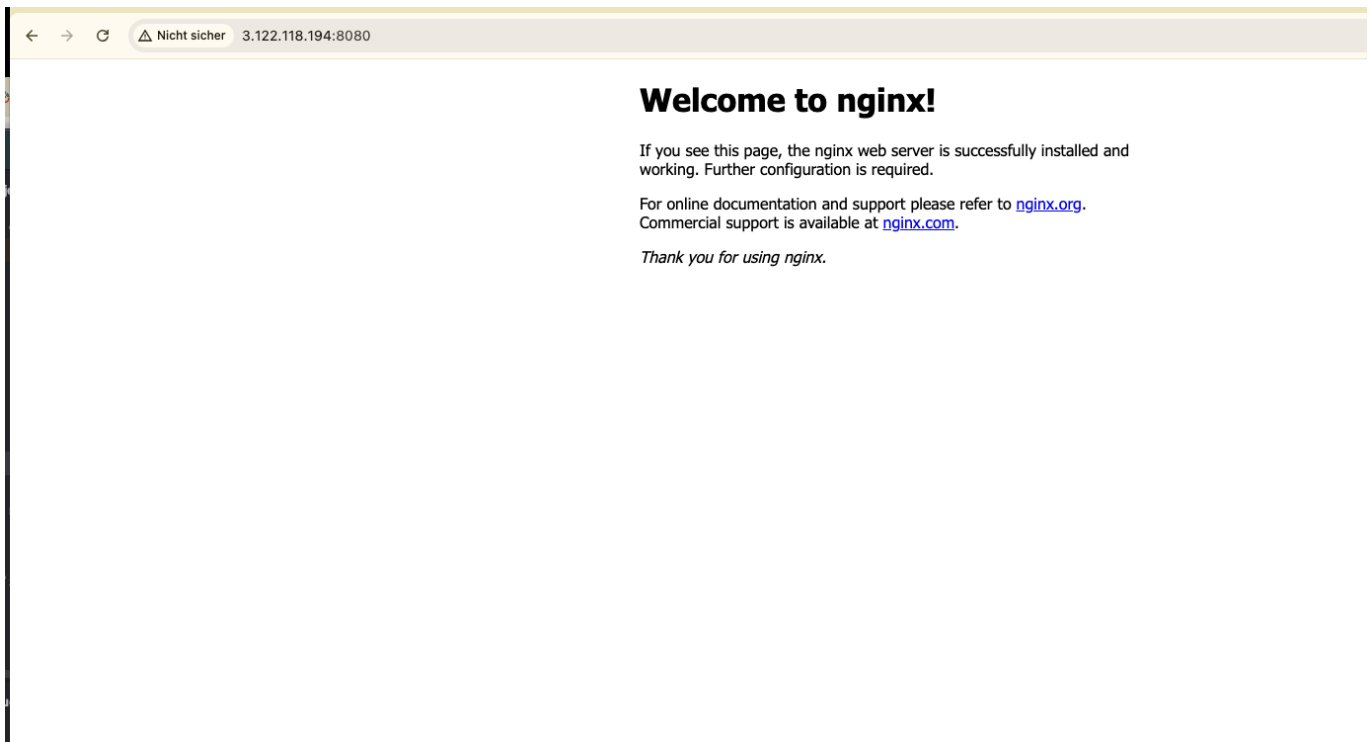 Nicht sicher 3.122.118.194:8080
Welcome to nginx!
If you see this page, the nginx web server is successfully installed and
working. Further configuration is required.
For online documentation and support please refer to nginx.org.
Commercial support is available at nginx.com.
Thank you for using nginx.